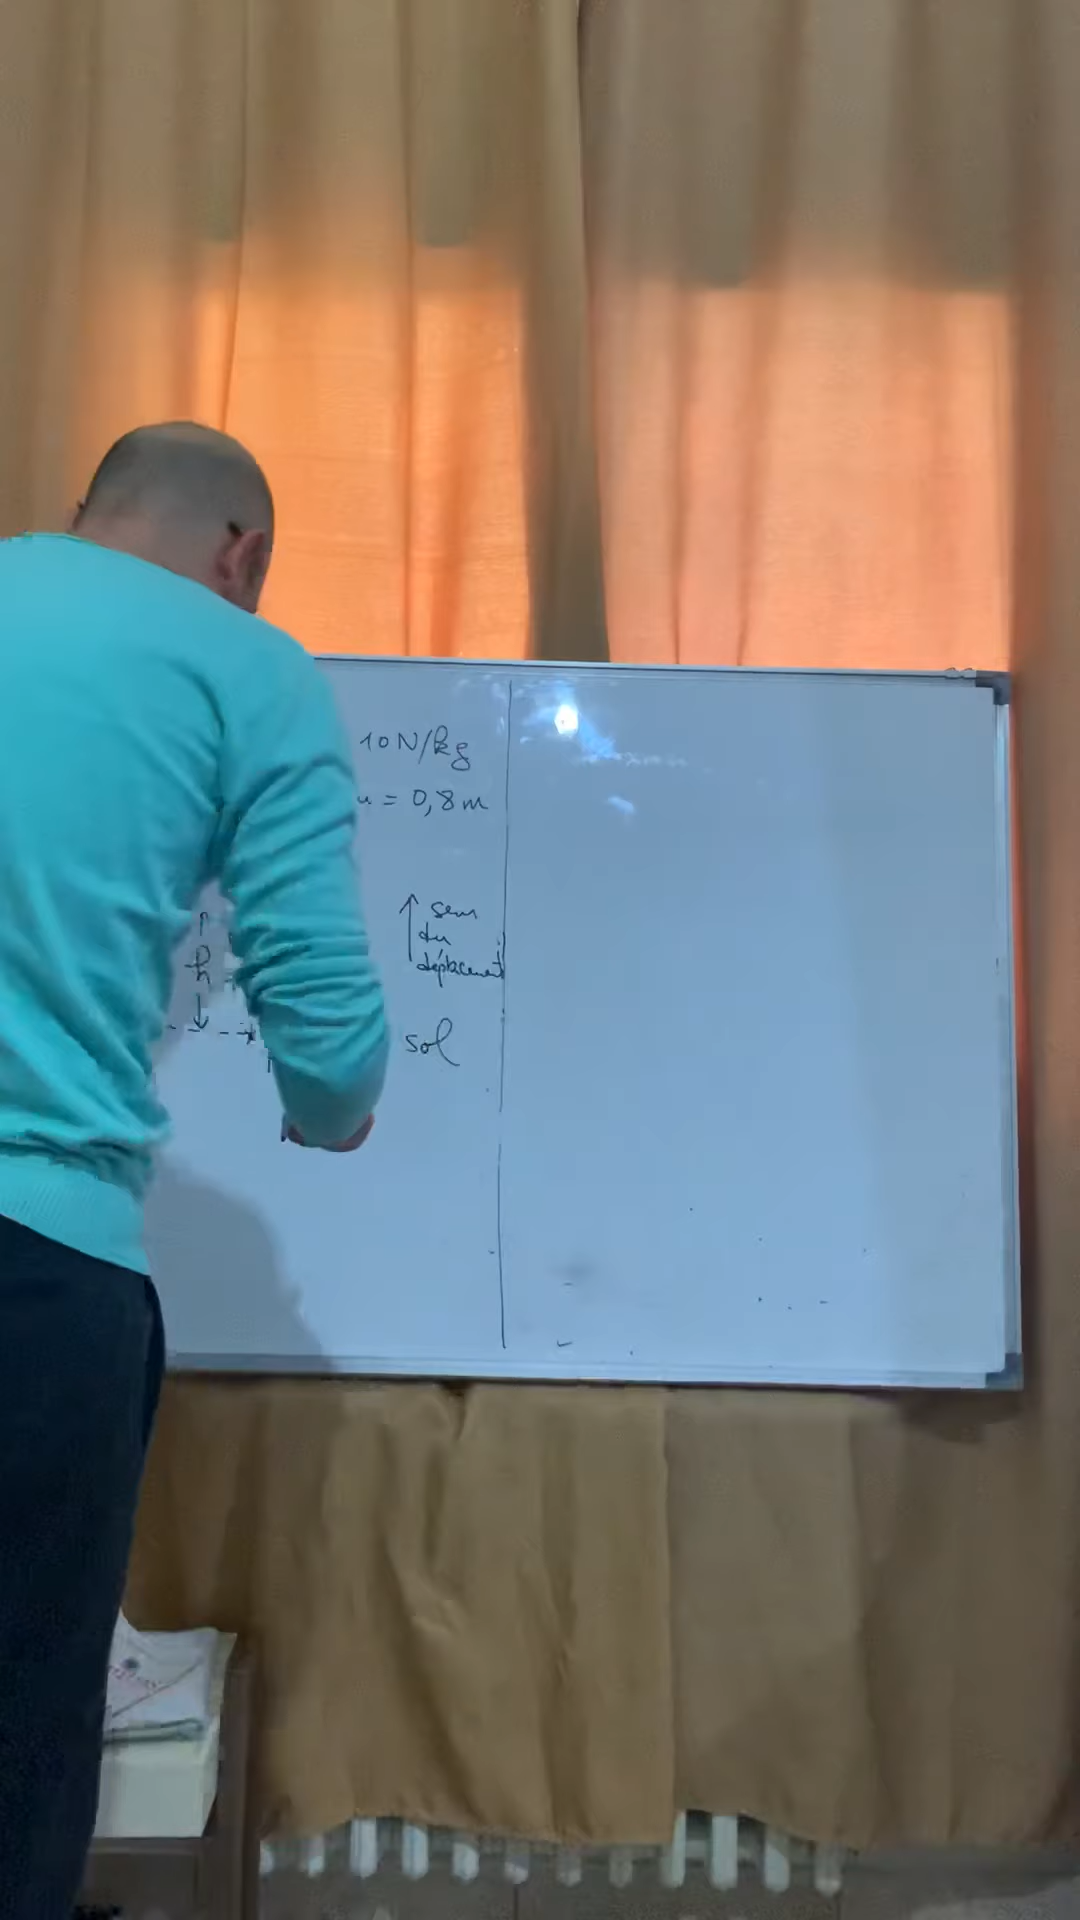 10 N/kg
= 0,8 m
↑ sens
du
déplacement
h
sol